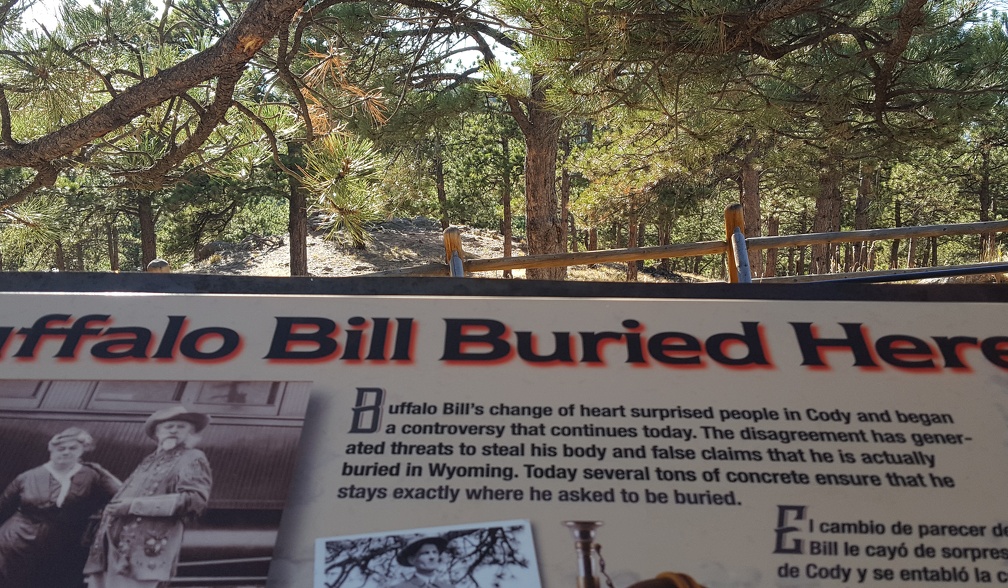 uffalo Bill Buried Here
Buffalo Bill's change of heart surprised people in Cody and began
a controversy that continues today. The disagreement has gener-
ated threats to steal his body and false claims that he is actually
buried in Wyoming. Today several tons of concrete ensure that he
stays exactly where he asked to be buried.
El cambio de parecer de
Bill le cayó de sorpres
de Cody y se entabló la